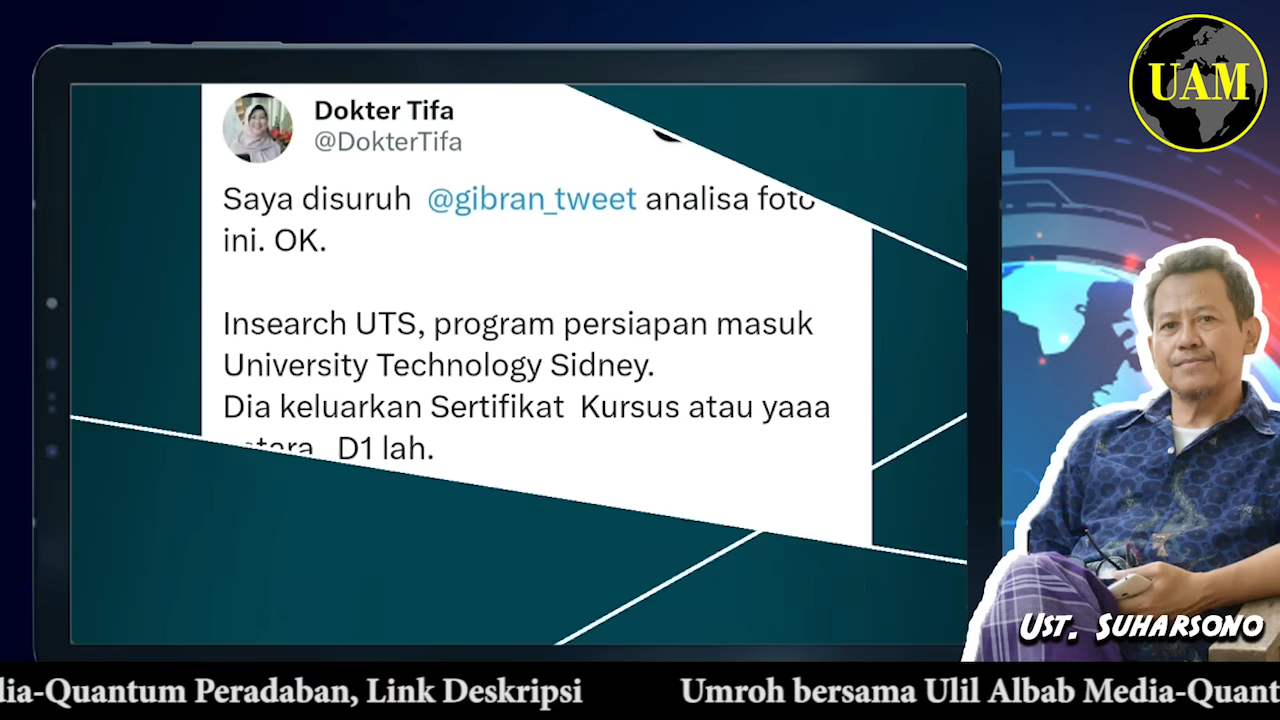 UAM
Dokter Tifa
@DokterTifa
Saya disuruh @gibran_tweet analisa foto
ini. OK.
Insearch UTS, program persiapan masuk
University Technology Sidney.
Dia keluarkan Sertifikat Kursus atau yaaa
D1 lah.
UST. SUHARSONO
dia-Quantum Peradaban, Link Deskripsi
Umroh bersama Ulil Albab Media-Quant